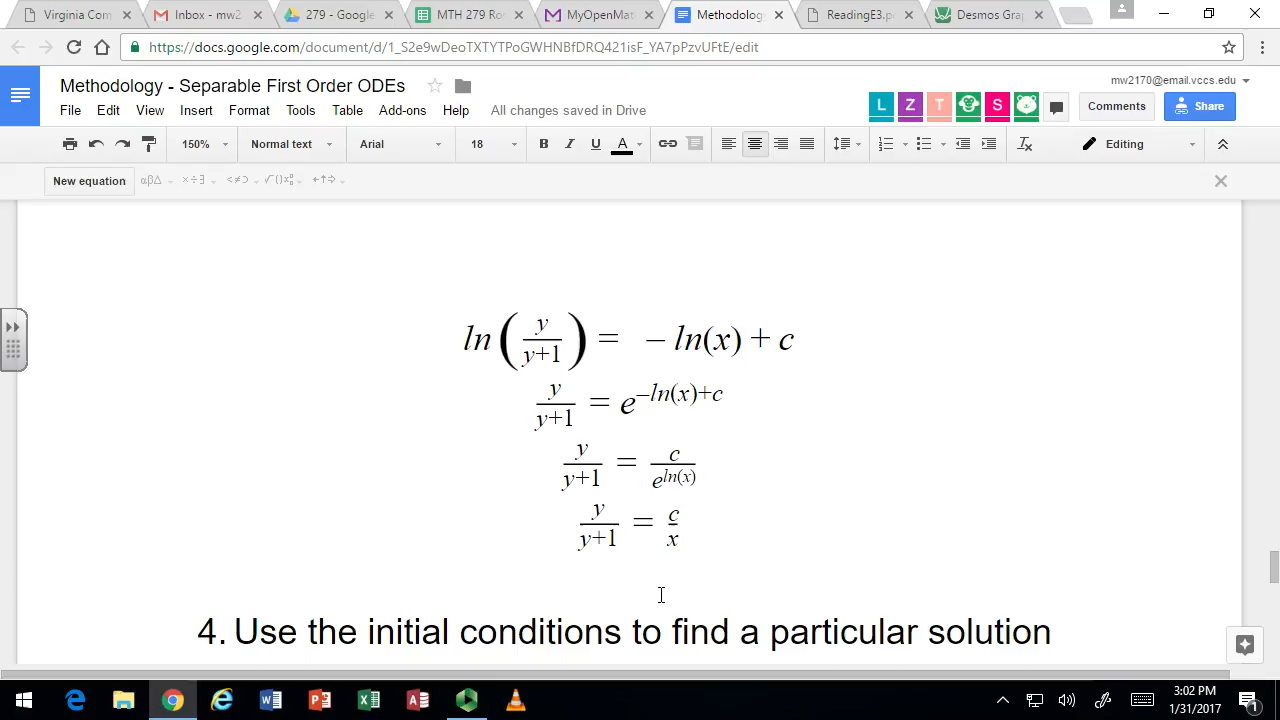 Virginia Com Inbox - mw2 279 - Google MTH 279 Ro MyOpenMat Methodolog ReadingE3.p Desmos Gra
https://docs.google.com/document/d/1_S2e9wDeoTXTYTPoGWHNBfDRQ421isF_YA7pPzvUFtE/edit
Methodology - Separable First Order ODEs mw2170@email.vccs.edu
File Edit View Insert Format Tools Table Add-ons Help All changes saved in Drive L Z T S Comments Share
150% Normal text Arial 18 B I U A Editing
New equation αβΔ ×÷∃ <≠⊃ √()x
ln(y/(y+1)) = – ln(x) + c
y/(y+1) = e^(–ln(x)+c)
y/(y+1) = c/e^(ln(x))
y/(y+1) = c/x
4. Use the initial conditions to find a particular solution
3:02 PM
1/31/2017 1